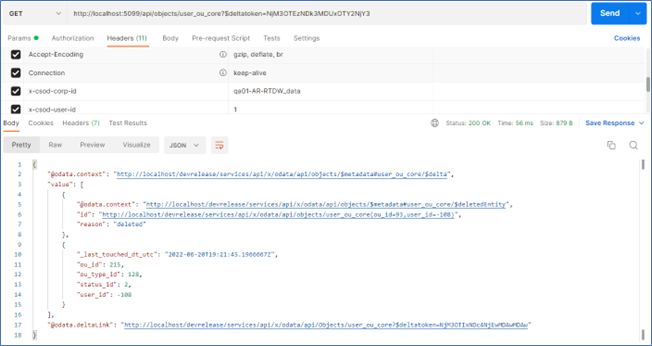 GET http://localhost:5099/api/objects/user_ou_core?$deltatoken=NjM3OTEzNDk3MDUxOTY2NjY3 Send
Params Authorization Headers (11) Body Pre-request Script Tests Settings Cookies
Accept-Encoding gzip, deflate, br
Connection keep-alive
x-csod-corp-id qa01-AR-RTDW_data
x-csod-user-id 1
Body Cookies Headers (7) Test Results Status: 200 OK Time: 56 ms Size: 879 B Save Response
Pretty Raw Preview Visualize JSON
1 {
2 "@odata.context": "http://localhost/devrelease/services/api/x/odata/api/objects/$metadata#user_ou_core/$delta",
3 "value": [
4 {
5 "@odata.context": "http://localhost/devrelease/services/api/x/odata/api/objects/$metadata#user_ou_core/$deletedEntity",
6 "id": "http://localhost/devrelease/services/api/x/odata/api/objects/user_ou_core(ou_id=93,user_id=-108)",
7 "reason": "deleted"
8 },
9 {
10 "_last_touched_dt_utc": "2022-06-20T19:21:45.1966667Z",
11 "ou_id": 215,
12 "ou_type_id": 128,
13 "status_id": 2,
14 "user_id": -108
15 }
16 ],
17 "@odata.deltaLink": "http://localhost/devrelease/services/api/x/odata/api/Objects/user_ou_core?$deltatoken=NjM3OTIxNDc4NjEwMDAwMDAw"
18 }